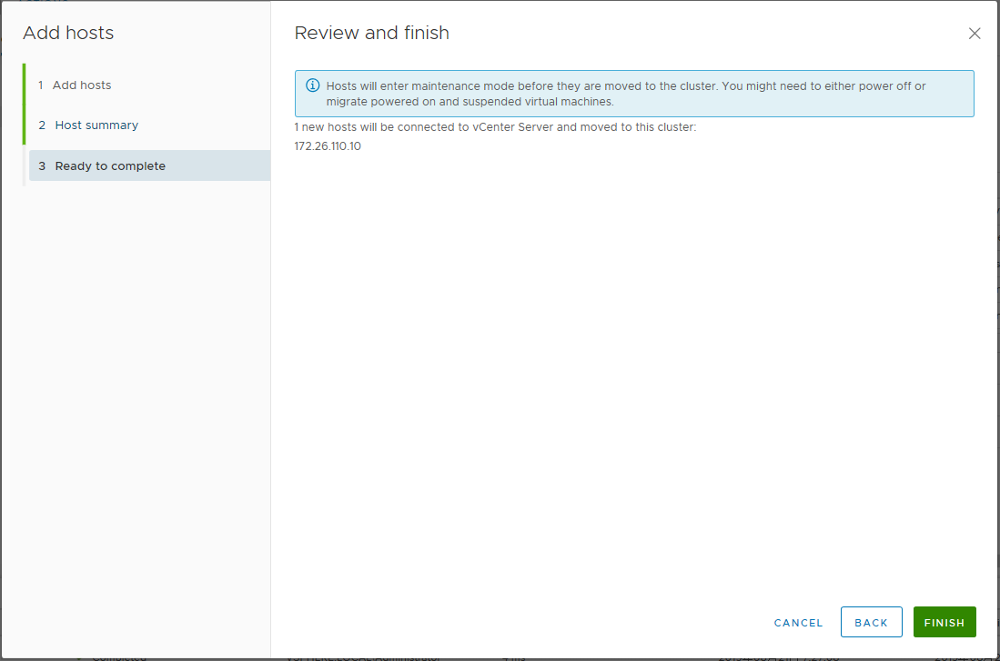 Add hosts
1 Add hosts
2 Host summary
3 Ready to complete
Review and finish
Hosts will enter maintenance mode before they are moved to the cluster. You might need to either power off or
migrate powered on and suspended virtual machines.
1 new hosts will be connected to vCenter Server and moved to this cluster:
172.26.110.10
CANCEL
BACK
FINISH